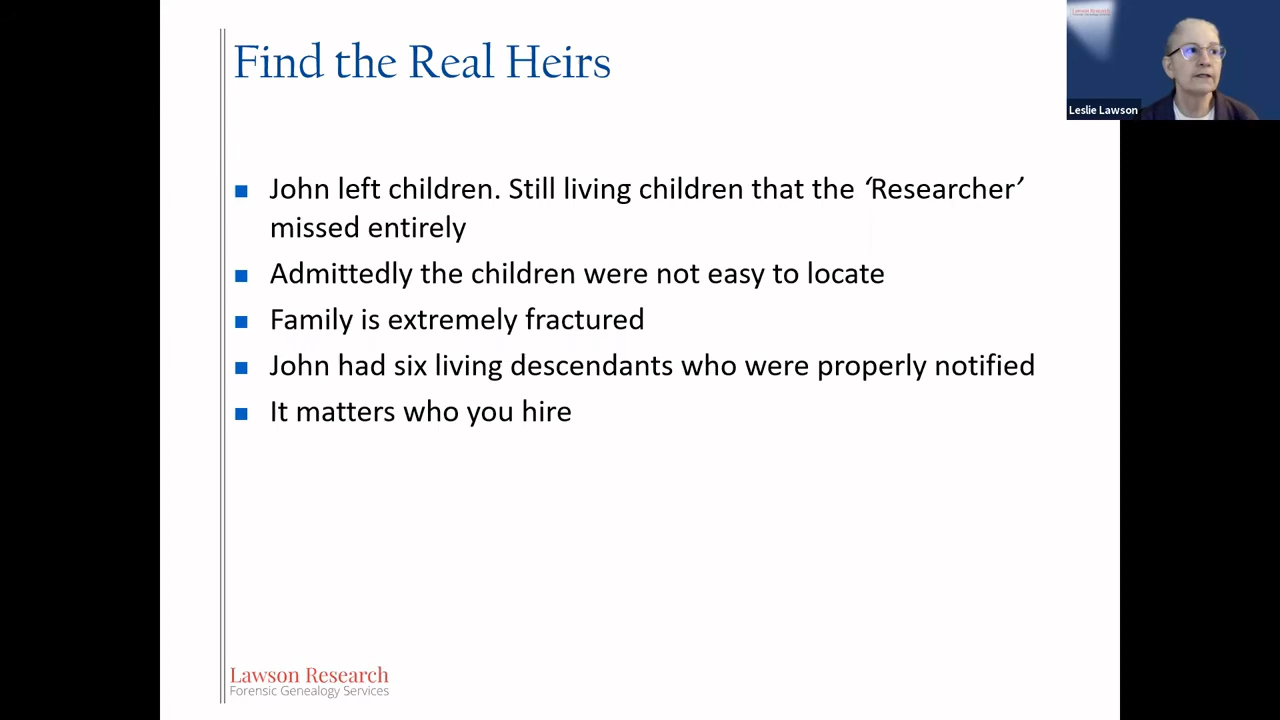 Find the Real Heirs
John left children. Still living children that the ‘Researcher’
missed entirely
Admittedly the children were not easy to locate
Family is extremely fractured
John had six living descendants who were properly notified
It matters who you hire
Lawson Research
Forensic Genealogy Services
Lawson Research
Leslie Lawson